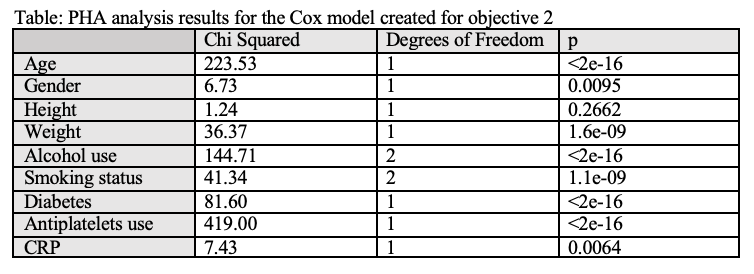 Table: PHA analysis results for the Cox model created for objective 2
Chi Squared Degrees of Freedom p
Age 223.53 1 <2e-16
Gender 6.73 1 0.0095
Height 1.24 1 0.2662
Weight 36.37 1 1.6e-09
Alcohol use 144.71 2 <2e-16
Smoking status 41.34 2 1.1e-09
Diabetes 81.60 1 <2e-16
Antiplatelets use 419.00 1 <2e-16
CRP 7.43 1 0.0064